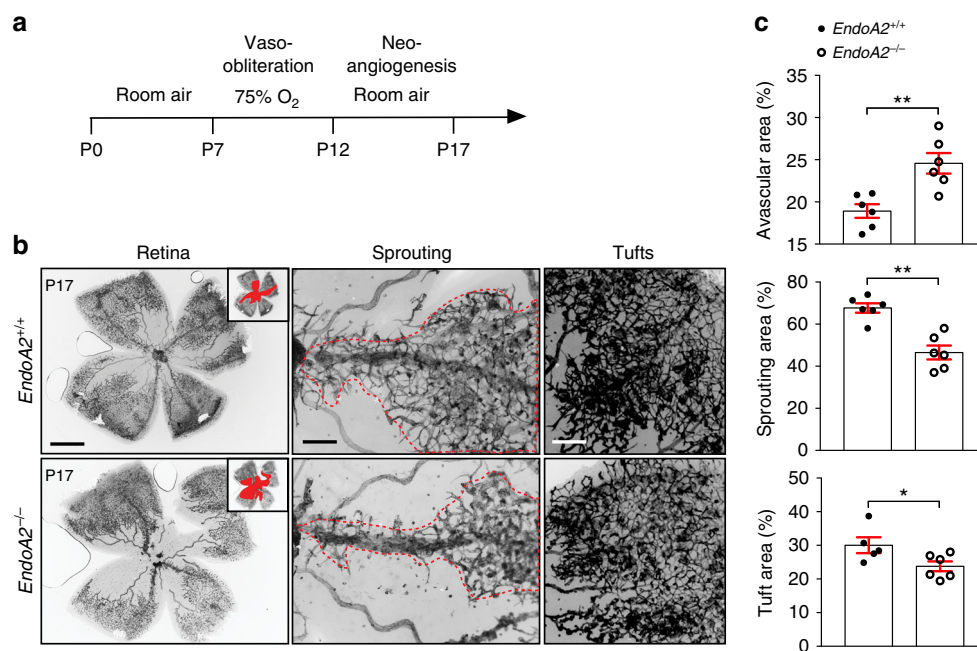 a
Vaso-
obliteration
Neo-
angiogenesis
Room air
75% O₂
Room air
P0
P7
P12
P17
b
Retina
Sprouting
Tufts
EndoA2⁺/⁺
P17
EndoA2⁻/⁻
P17
c
EndoA2⁺/⁺
EndoA2⁻/⁻
Avascular area (%)
35
30
25
20
15
**
Sprouting area (%)
80
60
40
20
0
**
Tuft area (%)
50
40
30
20
10
0
*